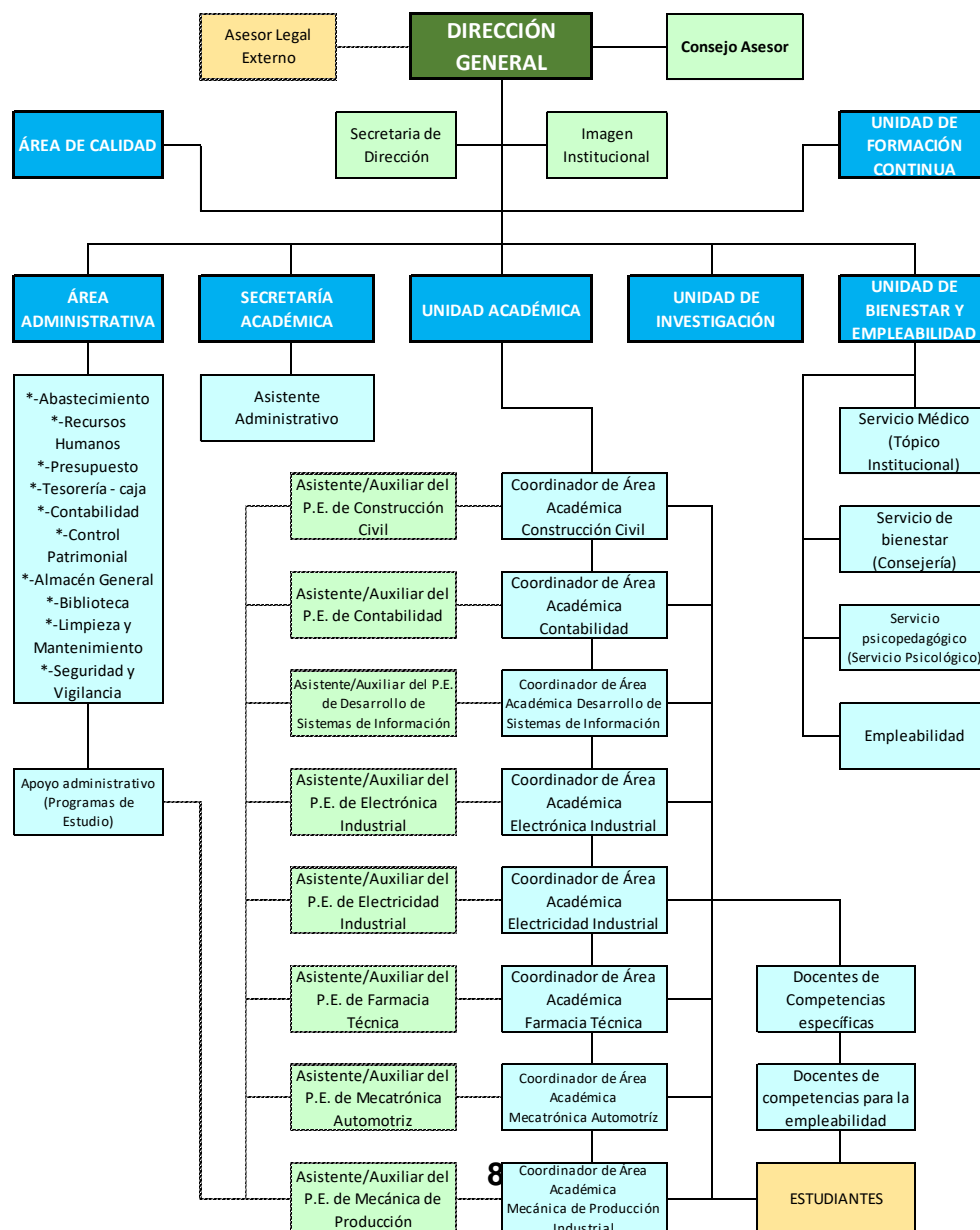 Asesor Legal
Externo
DIRECCIÓN
GENERAL
Consejo Asesor
ÁREA DE CALIDAD
Secretaria de
Dirección
Imagen
Institucional
UNIDAD DE
FORMACIÓN
CONTINUA
ÁREA
ADMINISTRATIVA
SECRETARÍA
ACADÉMICA
UNIDAD ACADÉMICA
UNIDAD DE
INVESTIGACIÓN
UNIDAD DE
BIENESTAR Y
EMPLEABILIDAD
*-Abastecimiento
*-Recursos
Humanos
*-Presupuesto
*-Tesorería - caja
*-Contabilidad
*-Control
Patrimonial
*-Almacén General
*-Biblioteca
*-Limpieza y
Mantenimiento
*-Seguridad y
Vigilancia
Asistente
Administrativo
Servicio Médico
(Tópico
Institucional)
Servicio de
bienestar
(Consejería)
Servicio
psicopedagógico
(Servicio Psicológico)
Empleabilidad
Apoyo administrativo
(Programas de
Estudio)
Asistente/Auxiliar del
P.E. de Construcción
Civil
Coordinador de Área
Académica
Construcción Civil
Asistente/Auxiliar del
P.E. de Contabilidad
Coordinador de Área
Académica
Contabilidad
Asistente/Auxiliar del P.E.
de Desarrollo de
Sistemas de Información
Coordinador de Área
Académica Desarrollo de
Sistemas de Información
Asistente/Auxiliar del
P.E. de Electrónica
Industrial
Coordinador de Área
Académica
Electrónica Industrial
Asistente/Auxiliar del
P.E. de Electricidad
Industrial
Coordinador de Área
Académica
Electricidad Industrial
Asistente/Auxiliar del
P.E. de Farmacia
Técnica
Coordinador de Área
Académica
Farmacia Técnica
Docentes de
Competencias
específicas
Asistente/Auxiliar del
P.E. de Mecatrónica
Automotriz
Coordinador de Área
Académica
Mecatrónica Automotríz
Docentes de
competencias para la
empleabilidad
Asistente/Auxiliar del
P.E. de Mecánica de
Producción
8
Coordinador de Área
Académica
Mecánica de Producción
Industrial
ESTUDIANTES